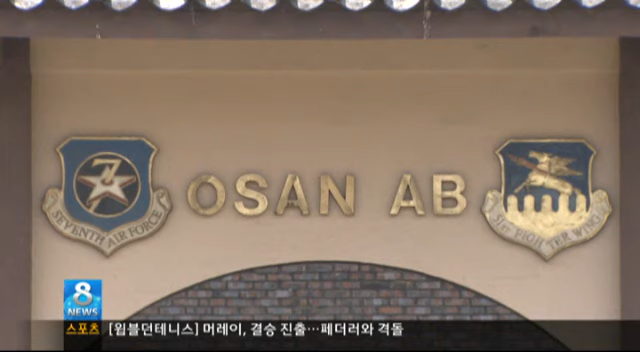 7
SEVENTH AIR FORCE
OSAN AB
51ST FIGHTER WING
8
NEWS
스포츠 [윔블던테니스] 머레이, 결승 진출…페더러와 격돌